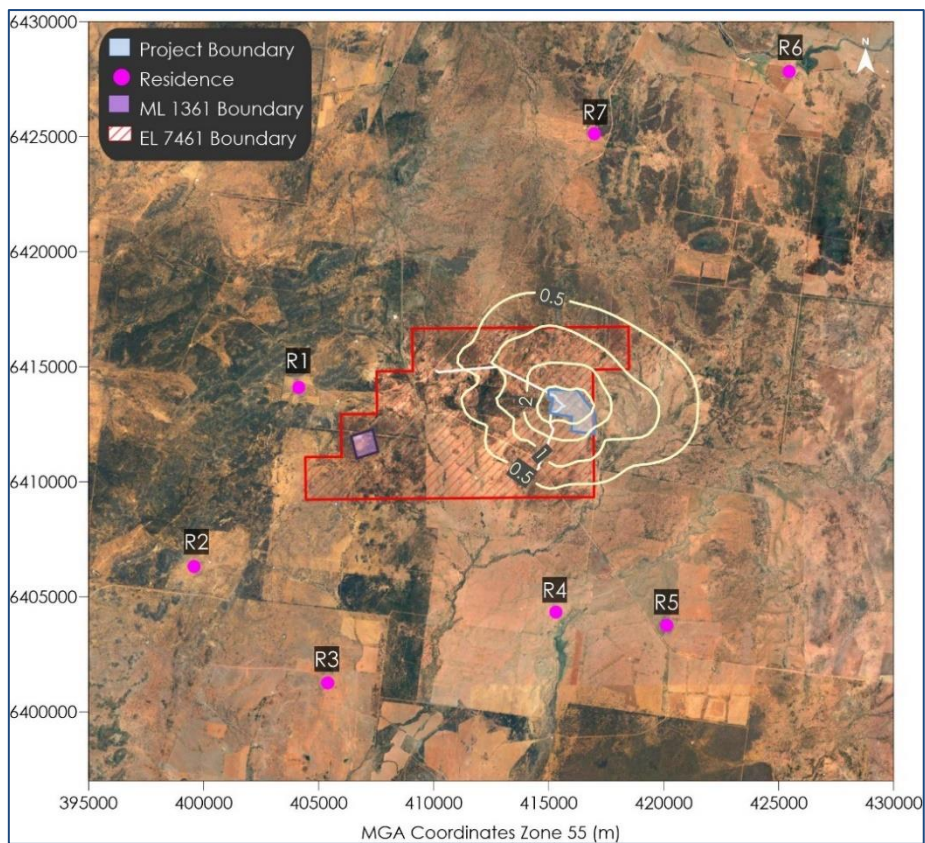 6430000
6425000
6420000
6415000
6410000
6405000
6400000
Project Boundary
Residence
ML 1361 Boundary
EL 7461 Boundary
N
R6
R7
0.5
R1
2
1
0.5
R2
R4
R5
R3
395000 400000 405000 410000 415000 420000 425000 430000
MGA Coordinates Zone 55 (m)